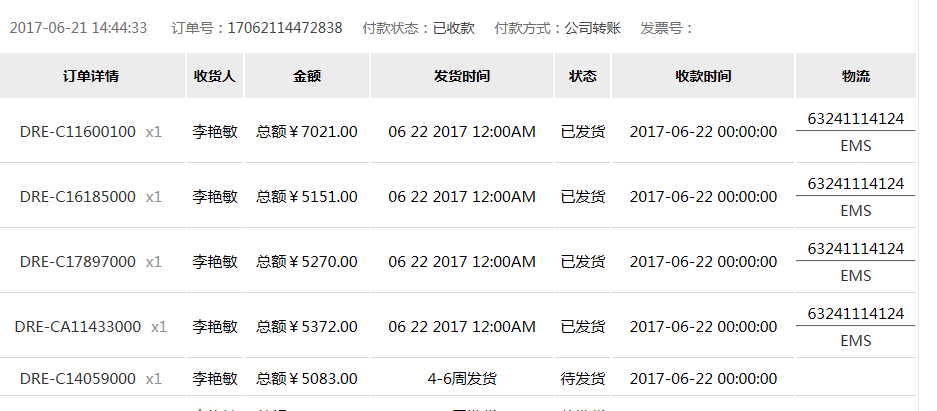 2017-06-21 14:44:33 订单号：17062114472838 付款状态：已收款 付款方式：公司转账 发票号：
订单详情 收货人 金额 发货时间 状态 收款时间 物流
DRE-C11600100 x1 李艳敏 总额￥7021.00 06 22 2017 12:00AM 已发货 2017-06-22 00:00:00 63241114124
EMS
DRE-C16185000 x1 李艳敏 总额￥5151.00 06 22 2017 12:00AM 已发货 2017-06-22 00:00:00 63241114124
EMS
DRE-C17897000 x1 李艳敏 总额￥5270.00 06 22 2017 12:00AM 已发货 2017-06-22 00:00:00 63241114124
EMS
DRE-CA11433000 x1 李艳敏 总额￥5372.00 06 22 2017 12:00AM 已发货 2017-06-22 00:00:00 63241114124
EMS
DRE-C14059000 x1 李艳敏 总额￥5083.00 4-6周发货 待发货 2017-06-22 00:00:00